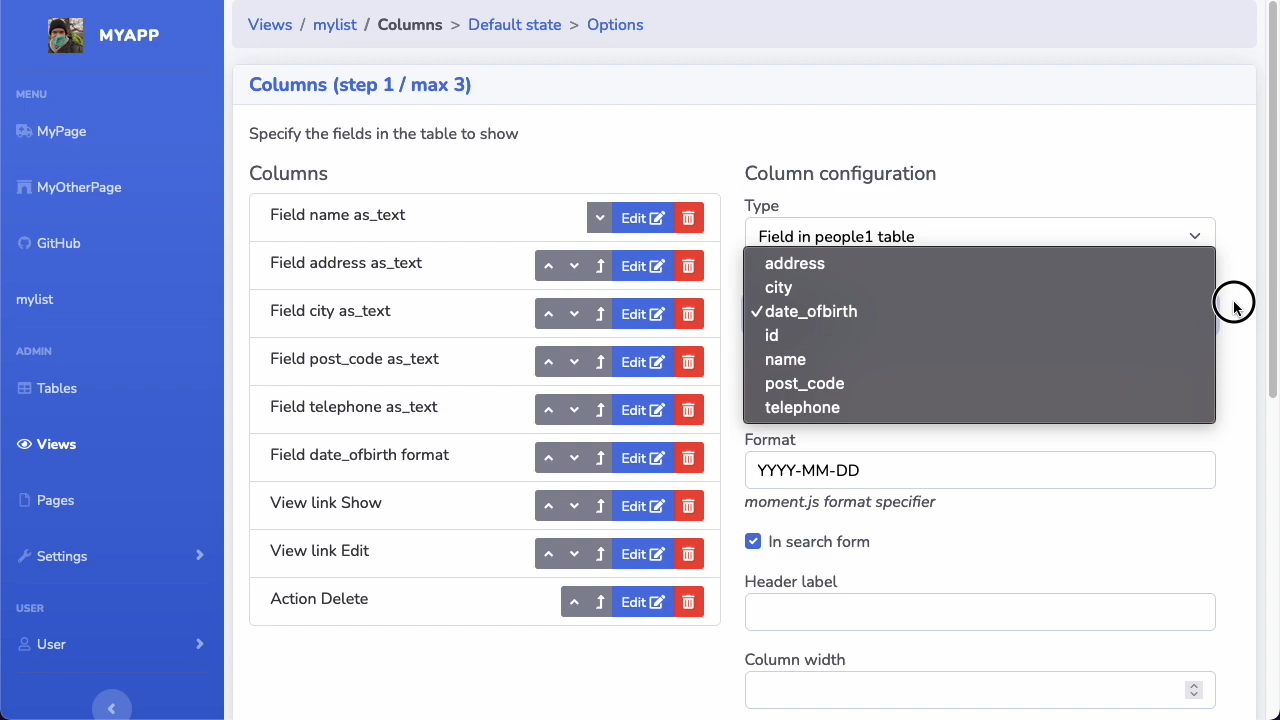 MYAPP
MENU
MyPage
MyOtherPage
GitHub
mylist
ADMIN
Tables
Views
Pages
Settings
USER
User
Views / mylist / Columns > Default state > Options
Columns (step 1 / max 3)
Specify the fields in the table to show
Columns
Field name as_text
Edit
Field address as_text
Edit
Field city as_text
Edit
Field post_code as_text
Edit
Field telephone as_text
Edit
Field date_ofbirth format
Edit
View link Show
Edit
View link Edit
Edit
Action Delete
Edit
Column configuration
Type
Field in people1 table
address
city
date_ofbirth
id
name
post_code
telephone
Format
YYYY-MM-DD
moment.js format specifier
In search form
Header label
Column width